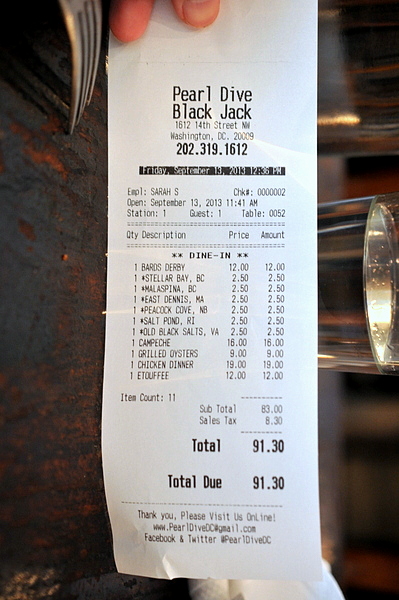 Pearl Dive
Black Jack
1612 14th Street NW
Washington, DC. 20009
202.319.1612
Friday, September 13, 2013 12:36 PM
Empl: SARAH S Chk#: 0000002
Open: September 13, 2013 11:41 AM
Station: 1 Guest: 1 Table: 0052
Qty Description Price Amount
** DINE-IN **
1 BARDS DERBY 12.00 12.00
1 *STELLAR BAY, BC 2.50 2.50
1 *MALASPINA, BC 2.50 2.50
1 *EAST DENNIS, MA 2.50 2.50
1 *PEACOCK COVE, NB 2.50 2.50
1 *SALT POND, RI 2.50 2.50
1 *OLD BLACK SALTS, VA 2.50 2.50
1 CAMPECHE 16.00 16.00
1 GRILLED OYSTERS 9.00 9.00
1 CHICKEN DINNER 19.00 19.00
1 ETOUFFEE 12.00 12.00
Item Count: 11
Sub Total 83.00
Sales Tax 8.30
Total 91.30
Total Due 91.30
Thank you, Please Visit Us OnLine!
www.PearlDiveDC@gmail.com
Facebook & Twitter @PearlDiveDC